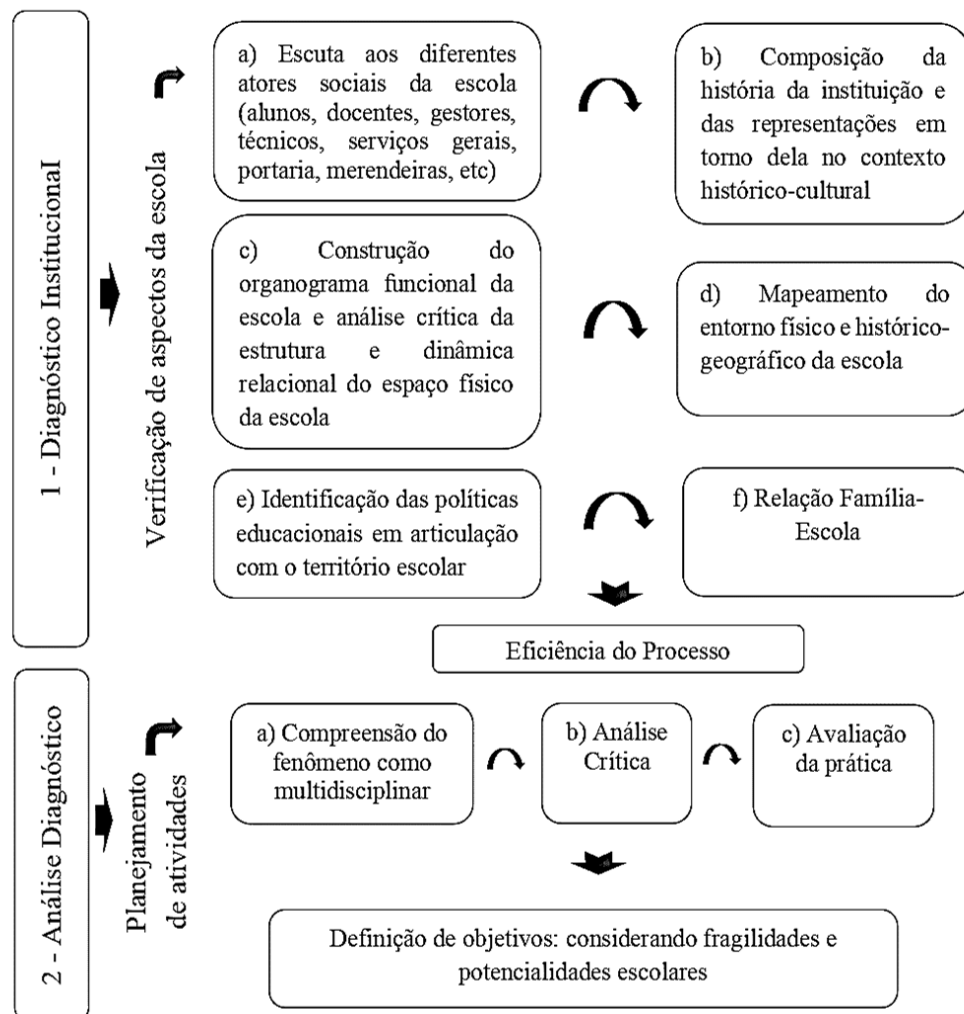 1 - Diagnóstico Institucional
Verificação de aspectos da escola
a) Escuta aos diferentes
atores sociais da escola
(alunos, docentes, gestores,
técnicos, serviços gerais,
portaria, merendeiras, etc)
b) Composição da
história da instituição e
das representações em
torno dela no contexto
histórico-cultural
c) Construção do
organograma funcional da
escola e análise crítica da
estrutura e dinâmica
relacional do espaço físico
da escola
d) Mapeamento do
entorno físico e histórico-
geográfico da escola
e) Identificação das políticas
educacionais em articulação
com o território escolar
f) Relação Família-
Escola
Eficiência do Processo
2 - Análise Diagnóstico
Planejamento
de atividades
a) Compreensão do
fenômeno como
multidisciplinar
b) Análise
Crítica
c) Avaliação
da prática
Definição de objetivos: considerando fragilidades e
potencialidades escolares